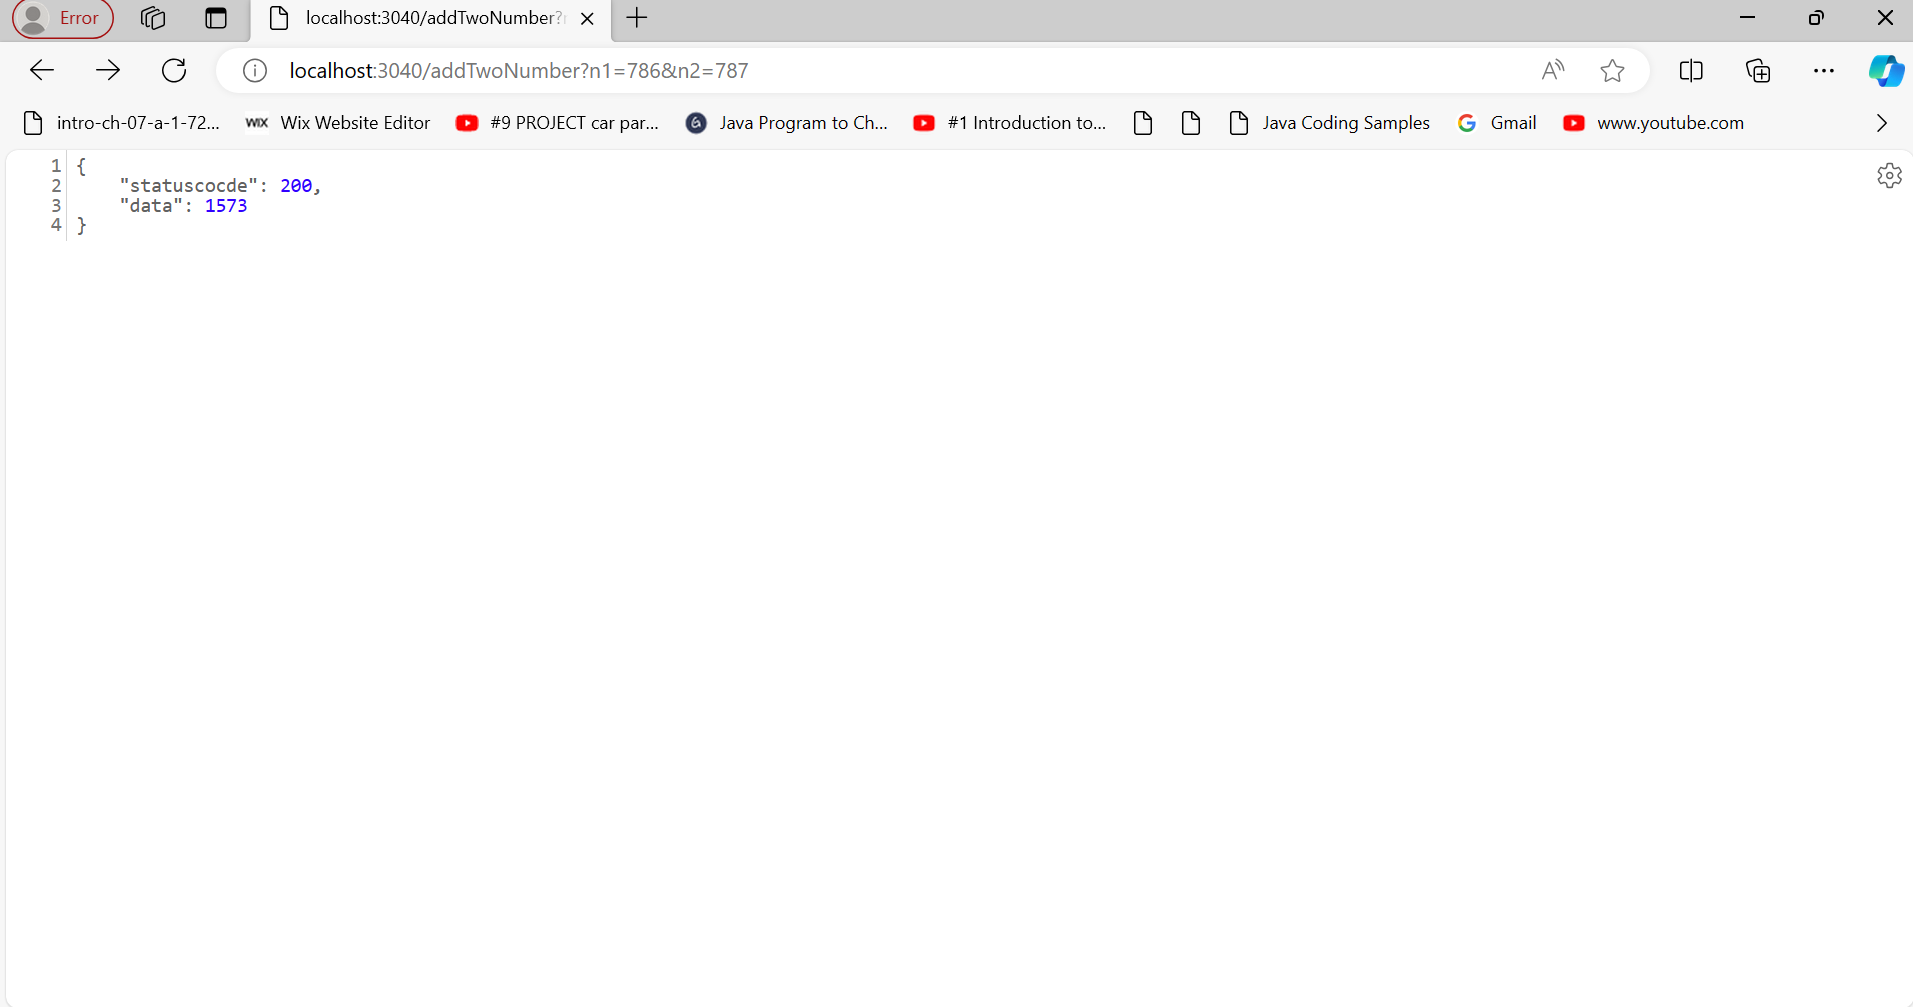 Error
localhost:3040/addTwoNumber?
localhost:3040/addTwoNumber?n1=786&n2=787
intro-ch-07-a-1-72... WIX Wix Website Editor #9 PROJECT car par... Java Program to Ch... #1 Introduction to... Java Coding Samples G Gmail www.youtube.com
1 {
2 "statuscocde": 200,
3 "data": 1573
4 }